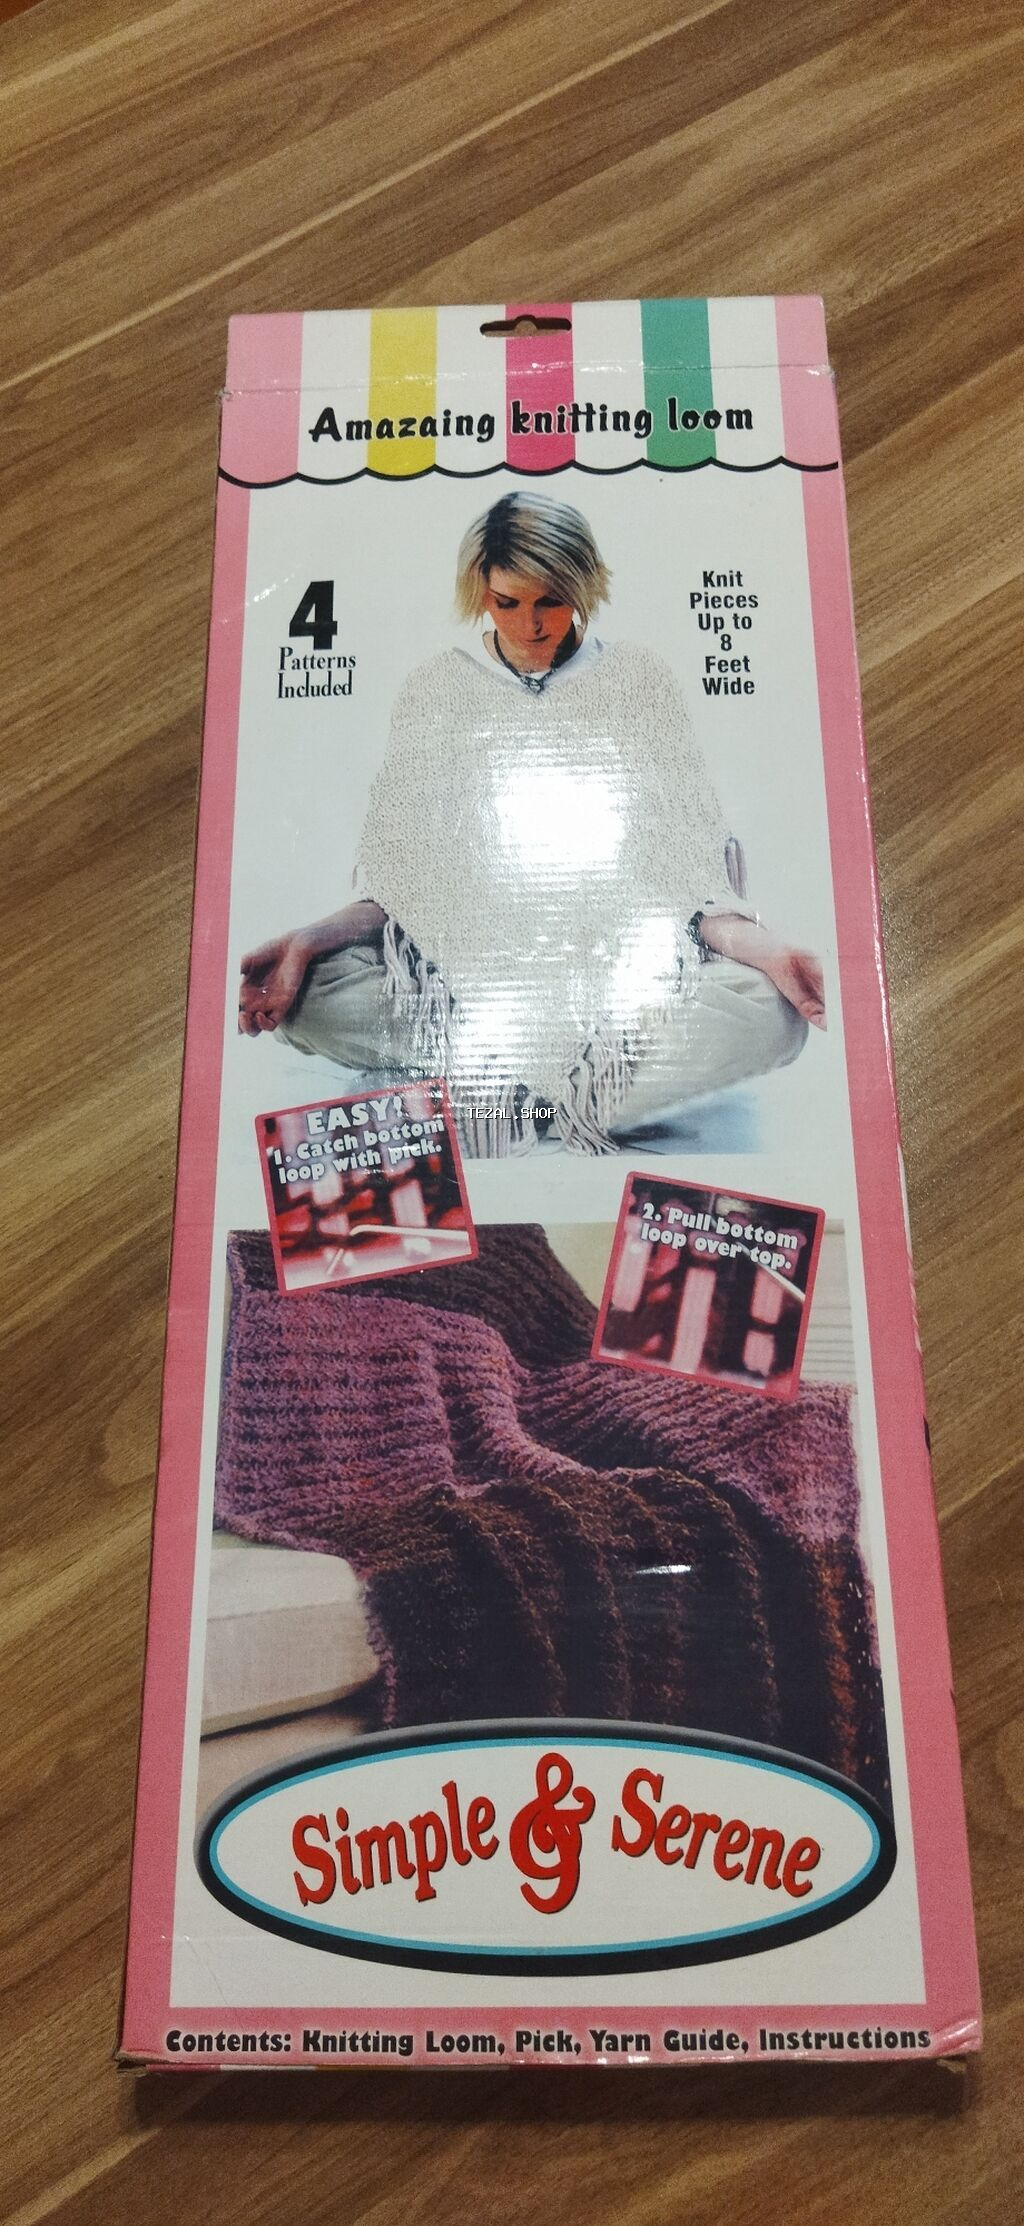 Amazaing knitting loom
4
Patterns
Included
Knit
Pieces
Up to
8
Feet
Wide
TEZAL.SHOP
EASY!
1. Catch bottom
loop with pick.
2. Pull bottom
loop over top.
Simple & Serene
Contents: Knitting Loom, Pick, Yarn Guide, Instructions